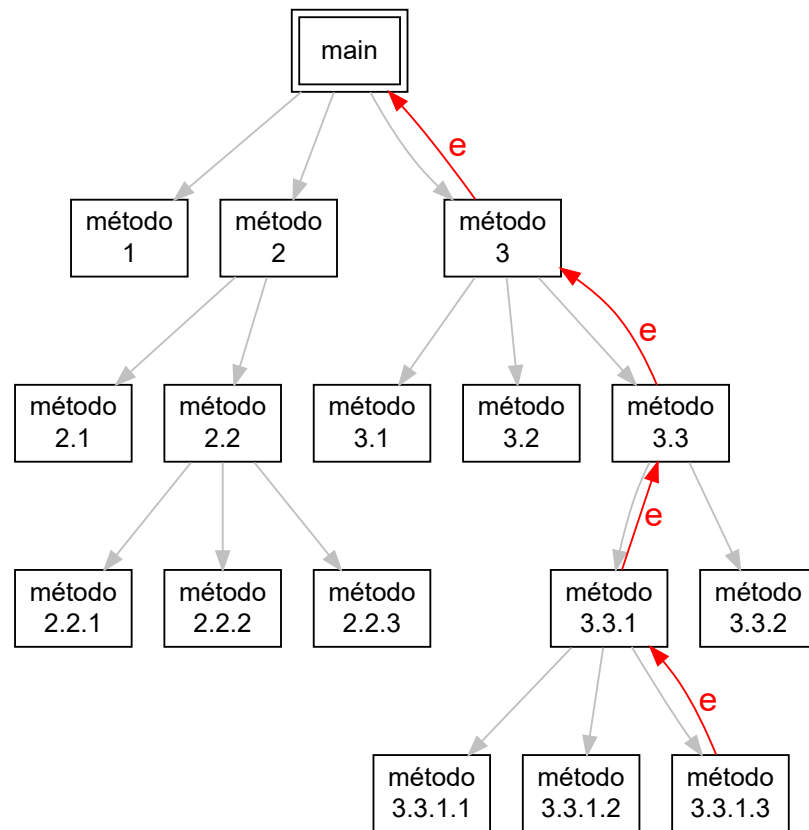 main
e
método
1
método
2
método
3
e
método
2.1
método
2.2
método
3.1
método
3.2
método
3.3
e
método
2.2.1
método
2.2.2
método
2.2.3
método
3.3.1
método
3.3.2
e
método
3.3.1.1
método
3.3.1.2
método
3.3.1.3